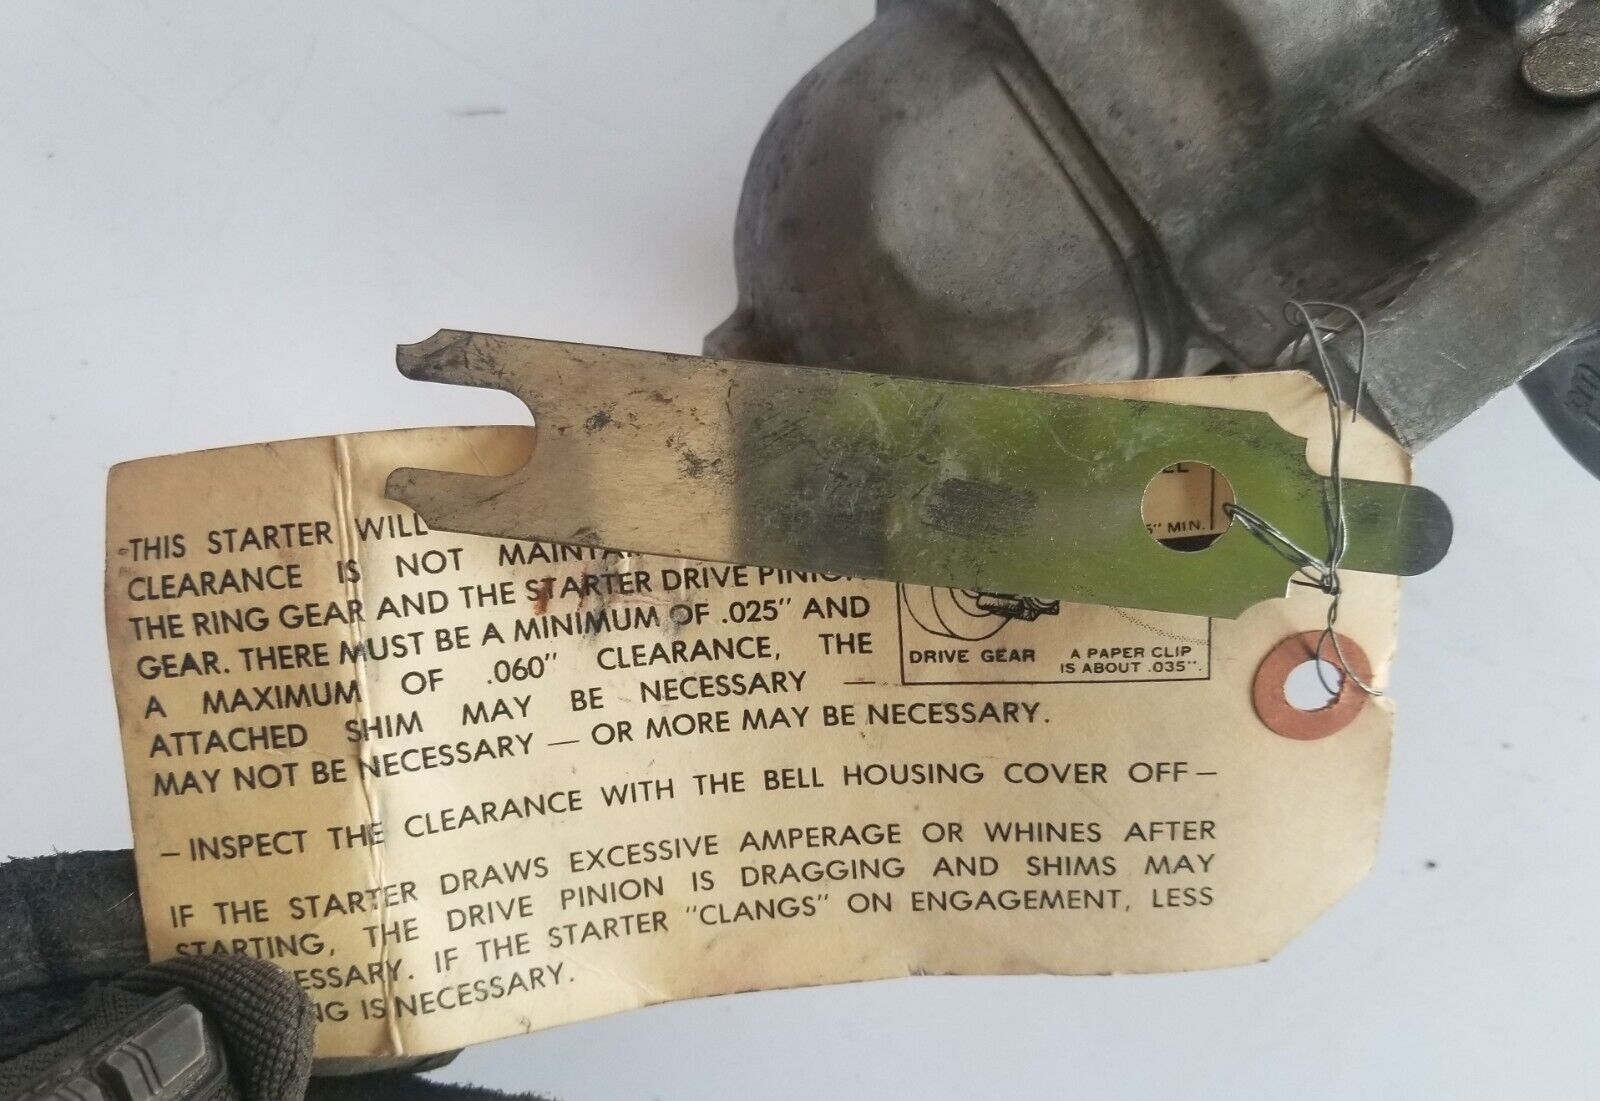 THIS STARTER WILL
CLEARANCE IS NOT
THE RING GEAR AND THE STARTER DRIVE
GEAR. THERE MUST BE A MINIMUM OF .025" AND
A MAXIMUM OF .060" CLEARANCE, THE
ATTACHED SHIM MAY BE NECESSARY —
MAY NOT BE NECESSARY — OR MORE MAY BE NECESSARY.
— INSPECT THE CLEARANCE WITH THE BELL HOUSING COVER OFF —
IF THE STARTER DRAWS EXCESSIVE AMPERAGE OR WHINES AFTER
STARTING, THE DRIVE PINION IS DRAGGING AND SHIMS MAY
IF THE STARTER "CLANGS" ON ENGAGEMENT, LESS
IS NECESSARY.
MIN.
DRIVE GEAR
A PAPER CLIP
IS ABOUT .035".